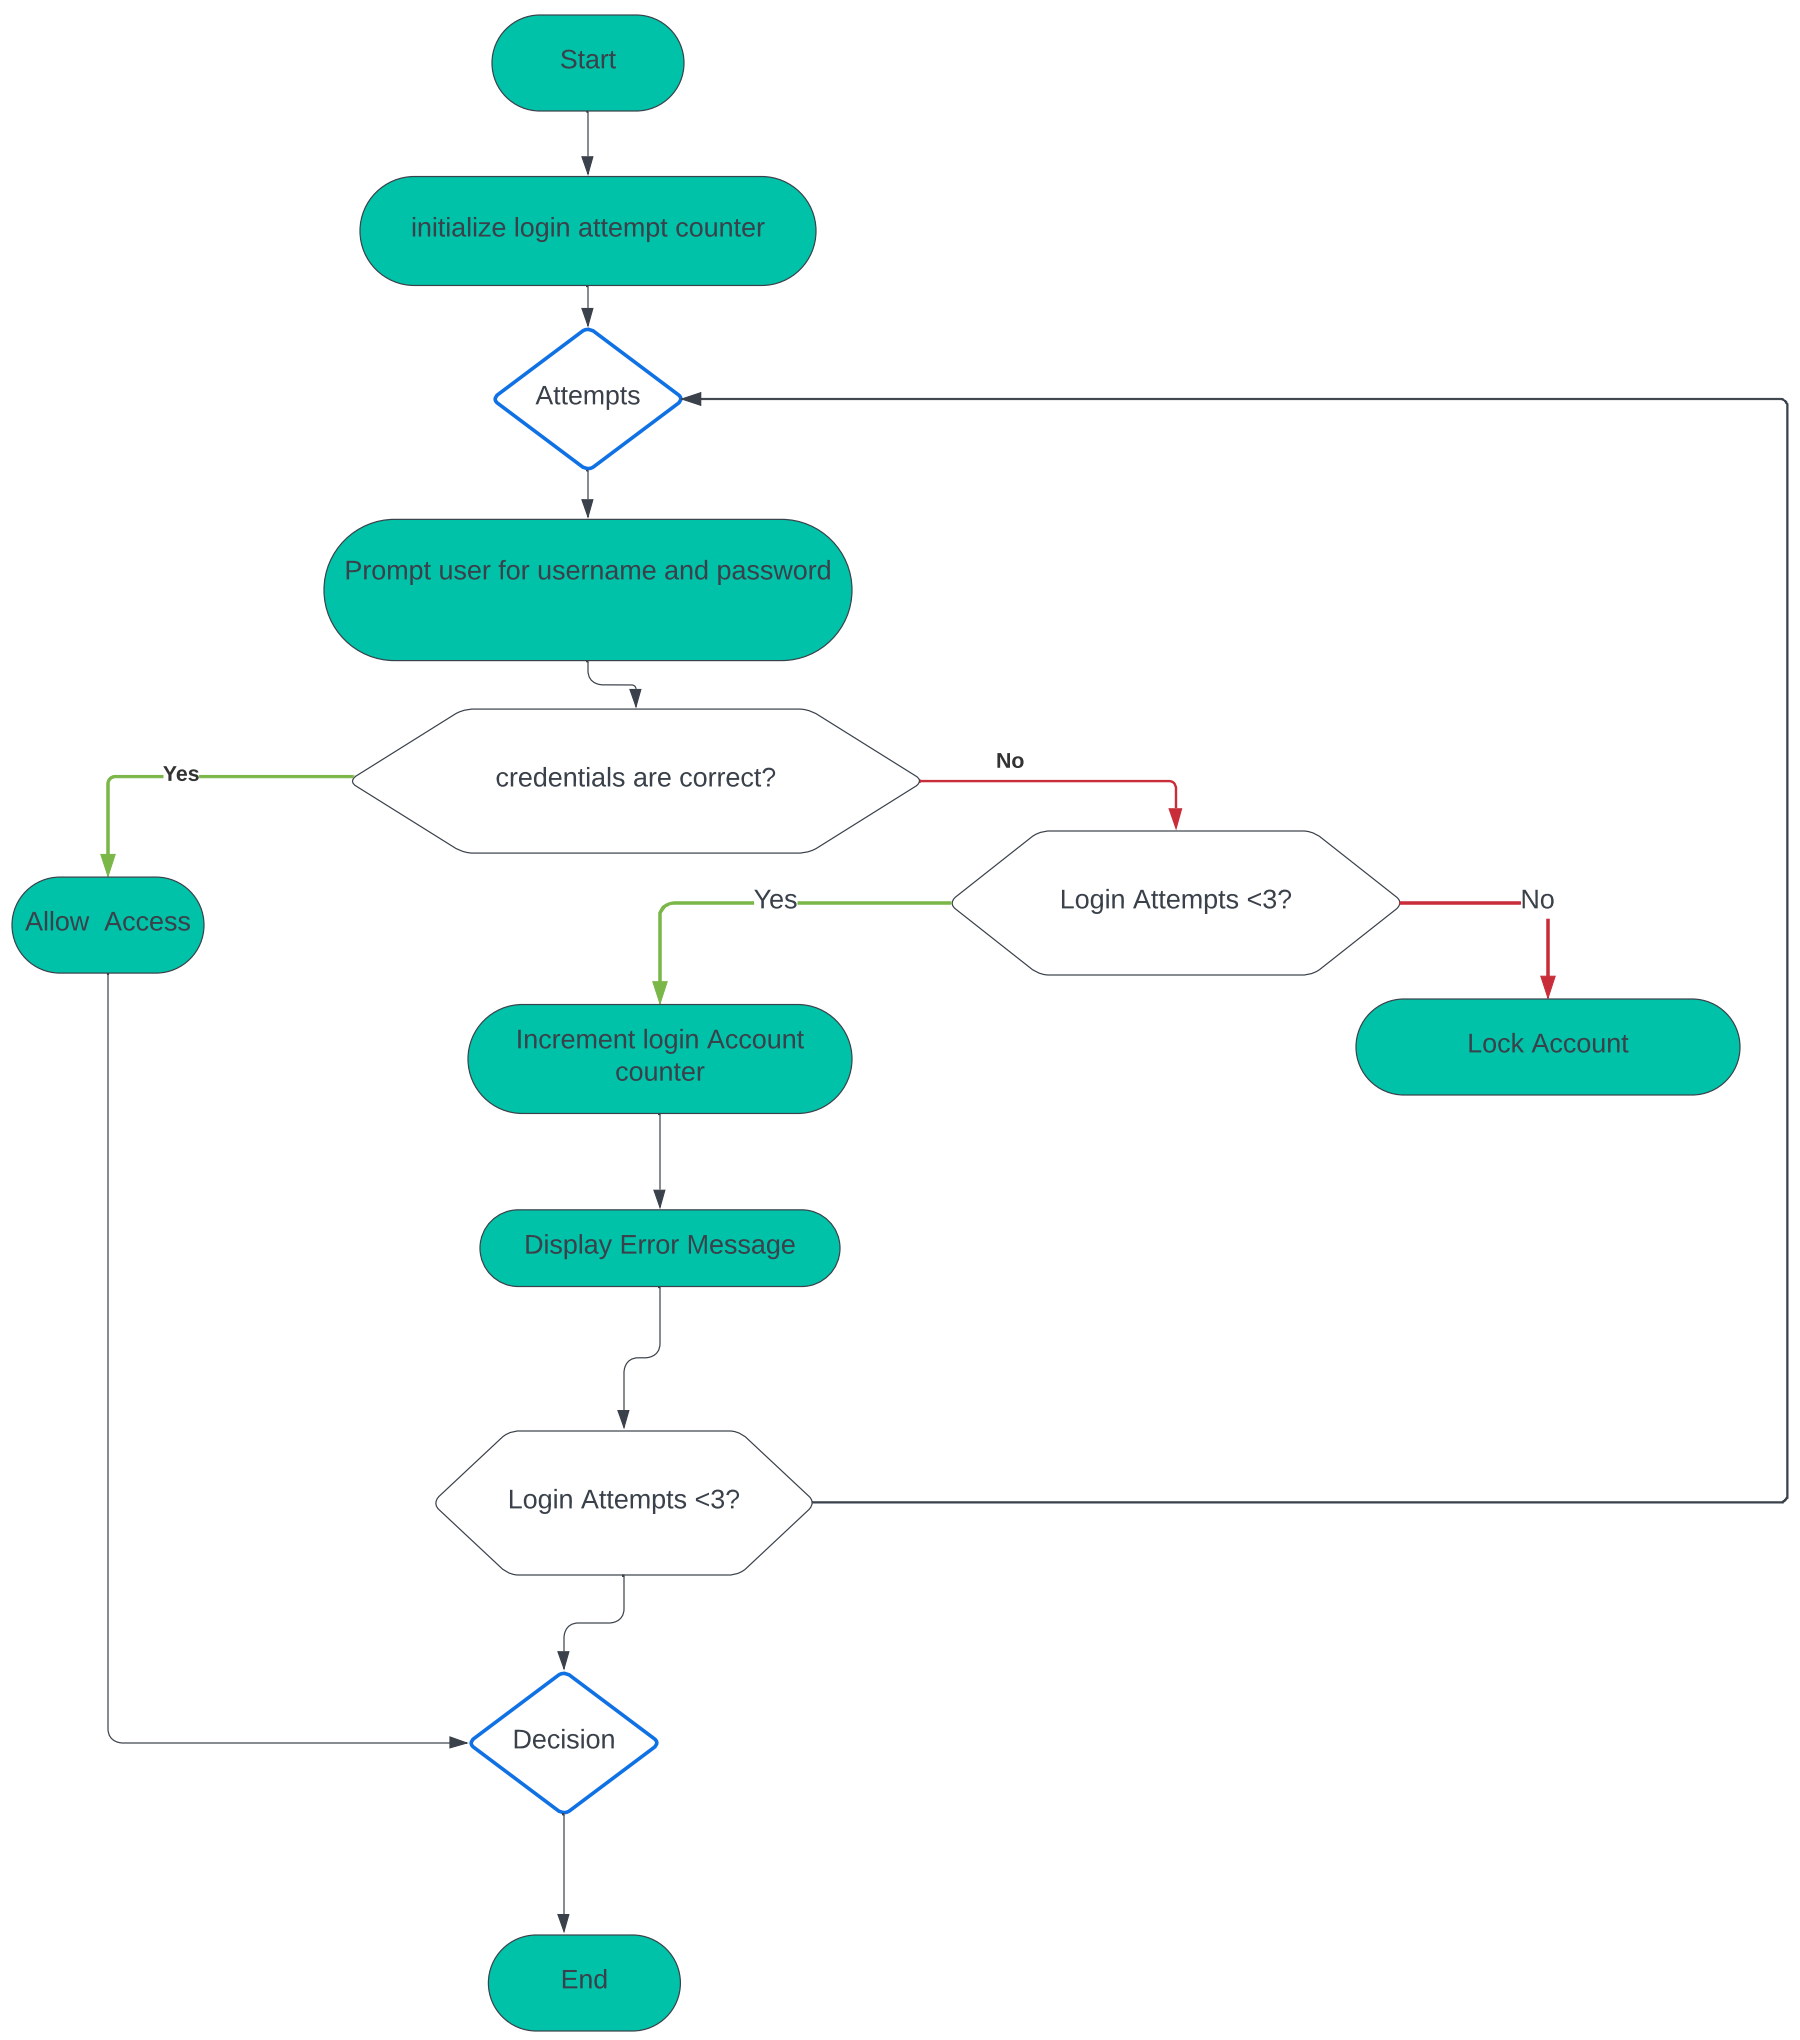 Start
initialize login attempt counter
Attempts
Prompt user for username and password
credentials are correct?
Yes
No
Allow  Access
Login Attempts <3?
Yes
No
Increment login Account
counter
Lock Account
Display Error Message
Login Attempts <3?
Decision
End